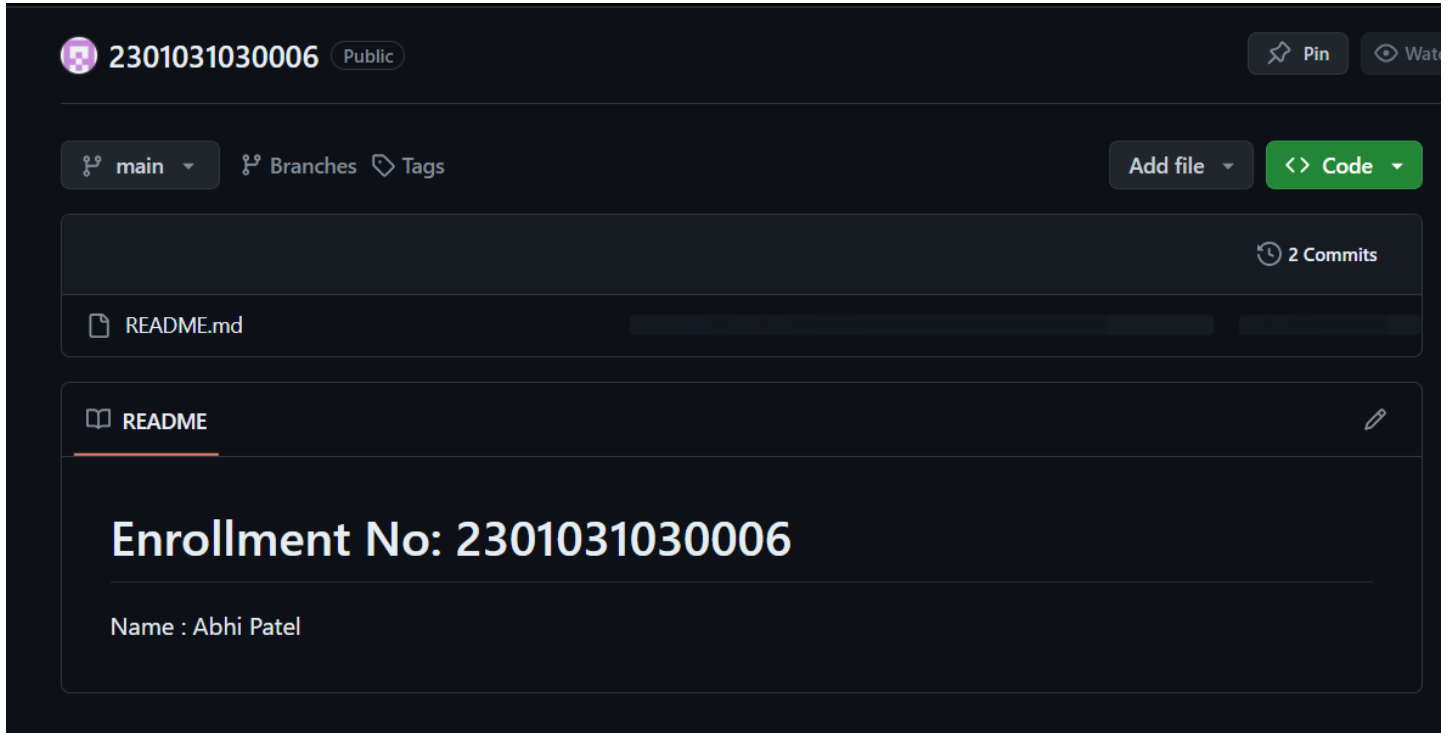 2301031030006 Public Pin
main Branches Tags Add file <> Code
2 Commits
README.md
README
Enrollment No: 2301031030006
Name : Abhi Patel